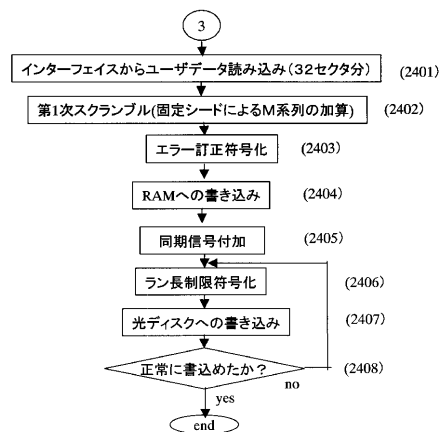 3
インターフェイスからユーザデータ読み込み(32セクタ分)
(2401)
第1次スクランブル(固定シードによるM系列の加算)
(2402)
エラー訂正符号化
(2403)
RAMへの書き込み
(2404)
同期信号付加
(2405)
ラン長制限符号化
(2406)
光ディスクへの書き込み
(2407)
正常に書込めたか？
(2408)
no
yes
end